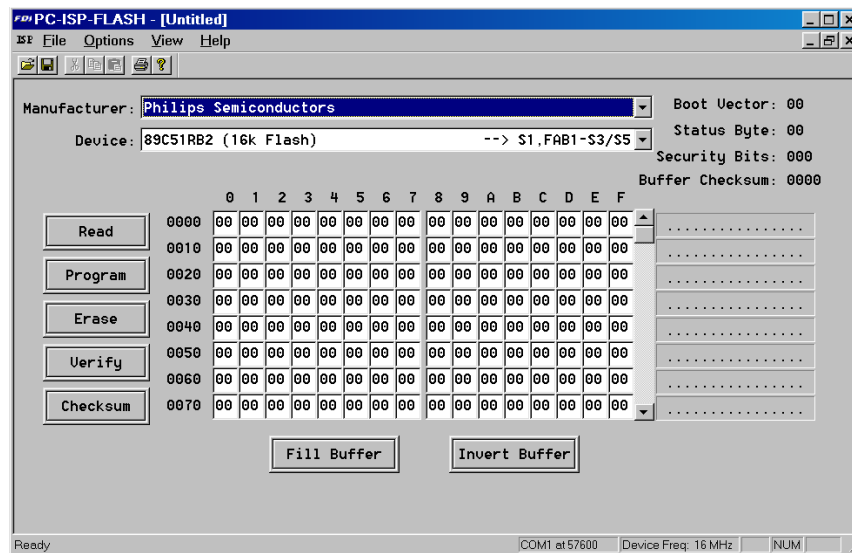 FDI PC-ISP-FLASH - [Untitled]
ISP File Options View Help
Manufacturer: Philips Semiconductors
Boot Vector: 00
Device: 89C51RB2 (16k Flash) --> S1,FAB1-S3/S5
Status Byte: 00
Security Bits: 000
Buffer Checksum: 0000
0 1 2 3 4 5 6 7 8 9 A B C D E F
Read
0000 00 00 00 00 00 00 00 00 00 00 00 00 00 00 00 00 ................
0010 00 00 00 00 00 00 00 00 00 00 00 00 00 00 00 00 ................
Program
0020 00 00 00 00 00 00 00 00 00 00 00 00 00 00 00 00 ................
0030 00 00 00 00 00 00 00 00 00 00 00 00 00 00 00 00 ................
Erase
0040 00 00 00 00 00 00 00 00 00 00 00 00 00 00 00 00 ................
0050 00 00 00 00 00 00 00 00 00 00 00 00 00 00 00 00 ................
Verify
0060 00 00 00 00 00 00 00 00 00 00 00 00 00 00 00 00 ................
Checksum
0070 00 00 00 00 00 00 00 00 00 00 00 00 00 00 00 00 ................
Fill Buffer Invert Buffer
Ready COM1 at 57600 Device Freq: 16 MHz NUM